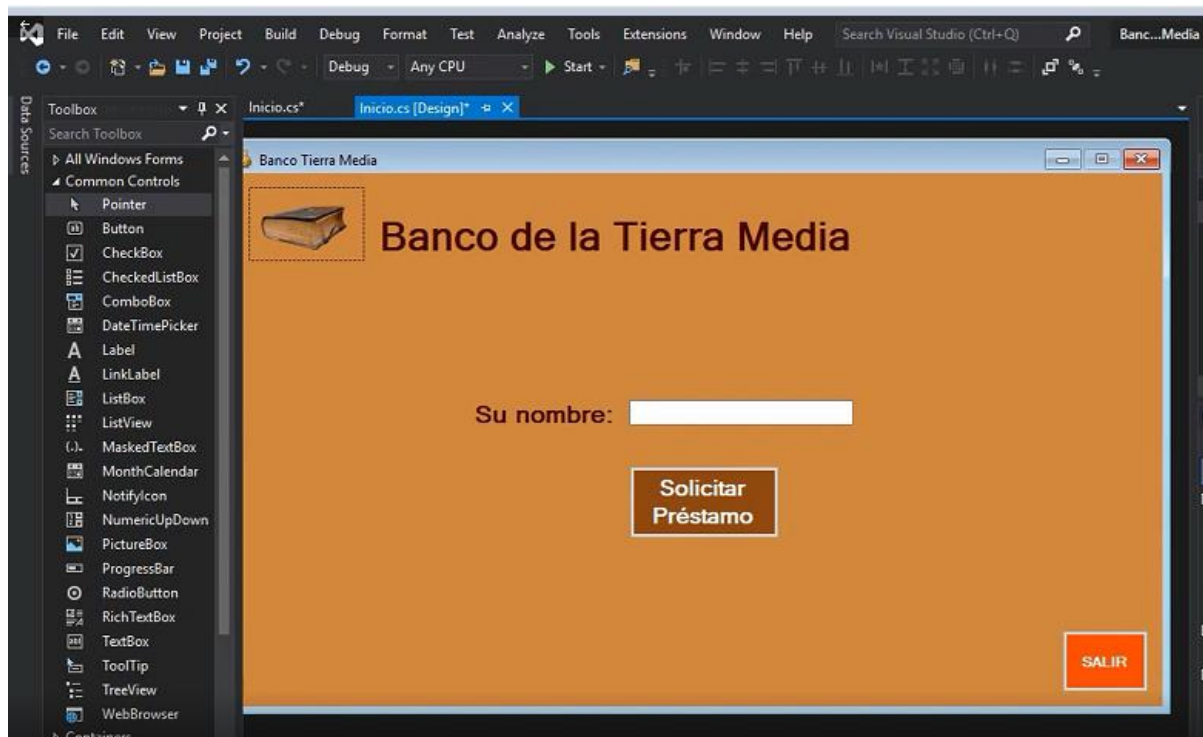 File Edit View Project Build Debug Format Test Analyze Tools Extensions Window Help Search Visual Studio (Ctrl+Q) Banc...Media
Debug Any CPU Start
Data Sources
Toolbox
Inicio.cs*
Inicio.cs [Design]*
Search Toolbox
All Windows Forms
Common Controls
Pointer
Button
CheckBox
CheckedListBox
ComboBox
DateTimePicker
Label
LinkLabel
ListBox
ListView
MaskedTextBox
MonthCalendar
NotifyIcon
NumericUpDown
PictureBox
ProgressBar
RadioButton
RichTextBox
TextBox
ToolTip
TreeView
WebBrowser
Containers
Banco Tierra Media
Banco de la Tierra Media
Su nombre:
Solicitar
Préstamo
SALIR